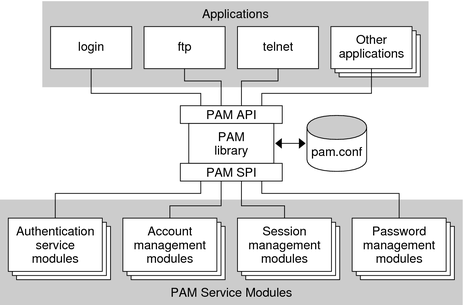 Applications
login
ftp
telnet
Other
applications
PAM API
PAM
library
pam.conf
PAM SPI
Authentication
service
modules
Account
management
modules
Session
management
modules
Password
management
modules
PAM Service Modules